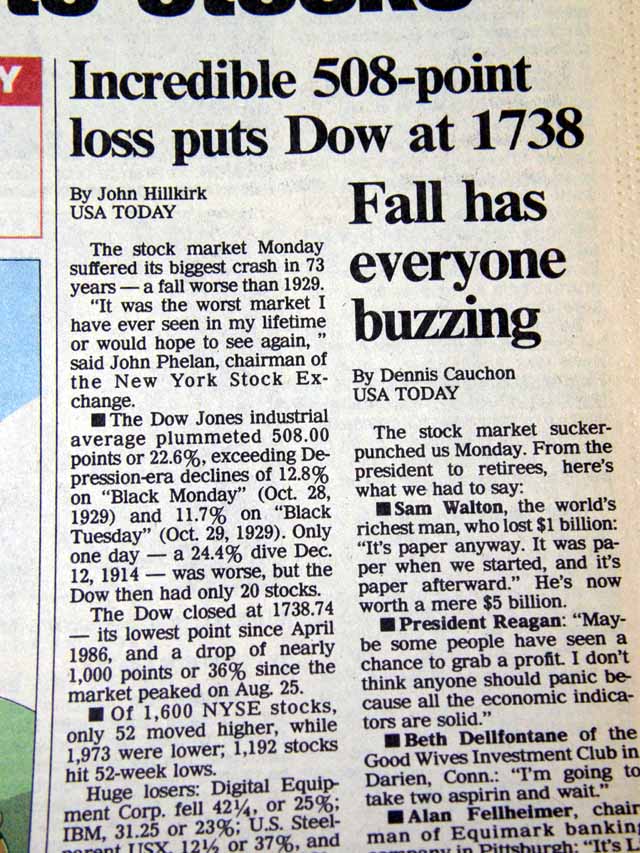 to stocks
Y
Incredible 508-point
loss puts Dow at 1738
By John Hillkirk
USA TODAY
The stock market Monday
suffered its biggest crash in 73
years — a fall worse than 1929.
"It was the worst market I
have ever seen in my lifetime
or would hope to see again, "
said John Phelan, chairman of
the New York Stock Ex-
change.
■ The Dow Jones industrial
average plummeted 508.00
points or 22.6%, exceeding De-
pression-era declines of 12.8%
on "Black Monday" (Oct. 28,
1929) and 11.7% on "Black
Tuesday" (Oct. 29, 1929). Only
one day — a 24.4% dive Dec.
12, 1914 — was worse, but the
Dow then had only 20 stocks.
The Dow closed at 1738.74
— its lowest point since April
1986, and a drop of nearly
1,000 points or 36% since the
market peaked on Aug. 25.
■ Of 1,600 NYSE stocks,
only 52 moved higher, while
1,973 were lower; 1,192 stocks
hit 52-week lows.
Huge losers: Digital Equip-
ment Corp. fell 42¼, or 25%;
IBM, 31.25 or 23%; U.S. Steel-
parent USX, 12½ or 37%, and
Fall has
everyone
buzzing
By Dennis Cauchon
USA TODAY
The stock market sucker-
punched us Monday. From the
president to retirees, here's
what we had to say:
■ Sam Walton, the world's
richest man, who lost $1 billion:
"It's paper anyway. It was pa-
per when we started, and it's
paper afterward." He's now
worth a mere $5 billion.
■ President Reagan: "May-
be some people have seen a
chance to grab a profit. I don't
think anyone should panic be-
cause all the economic indica-
tors are solid."
■ Beth Dellfontane of the
Good Wives Investment Club in
Darien, Conn.: "I'm going to
take two aspirin and wait."
■ Alan Fellheimer, chair
man of Equimark banking
company in Pittsburgh: "It's L